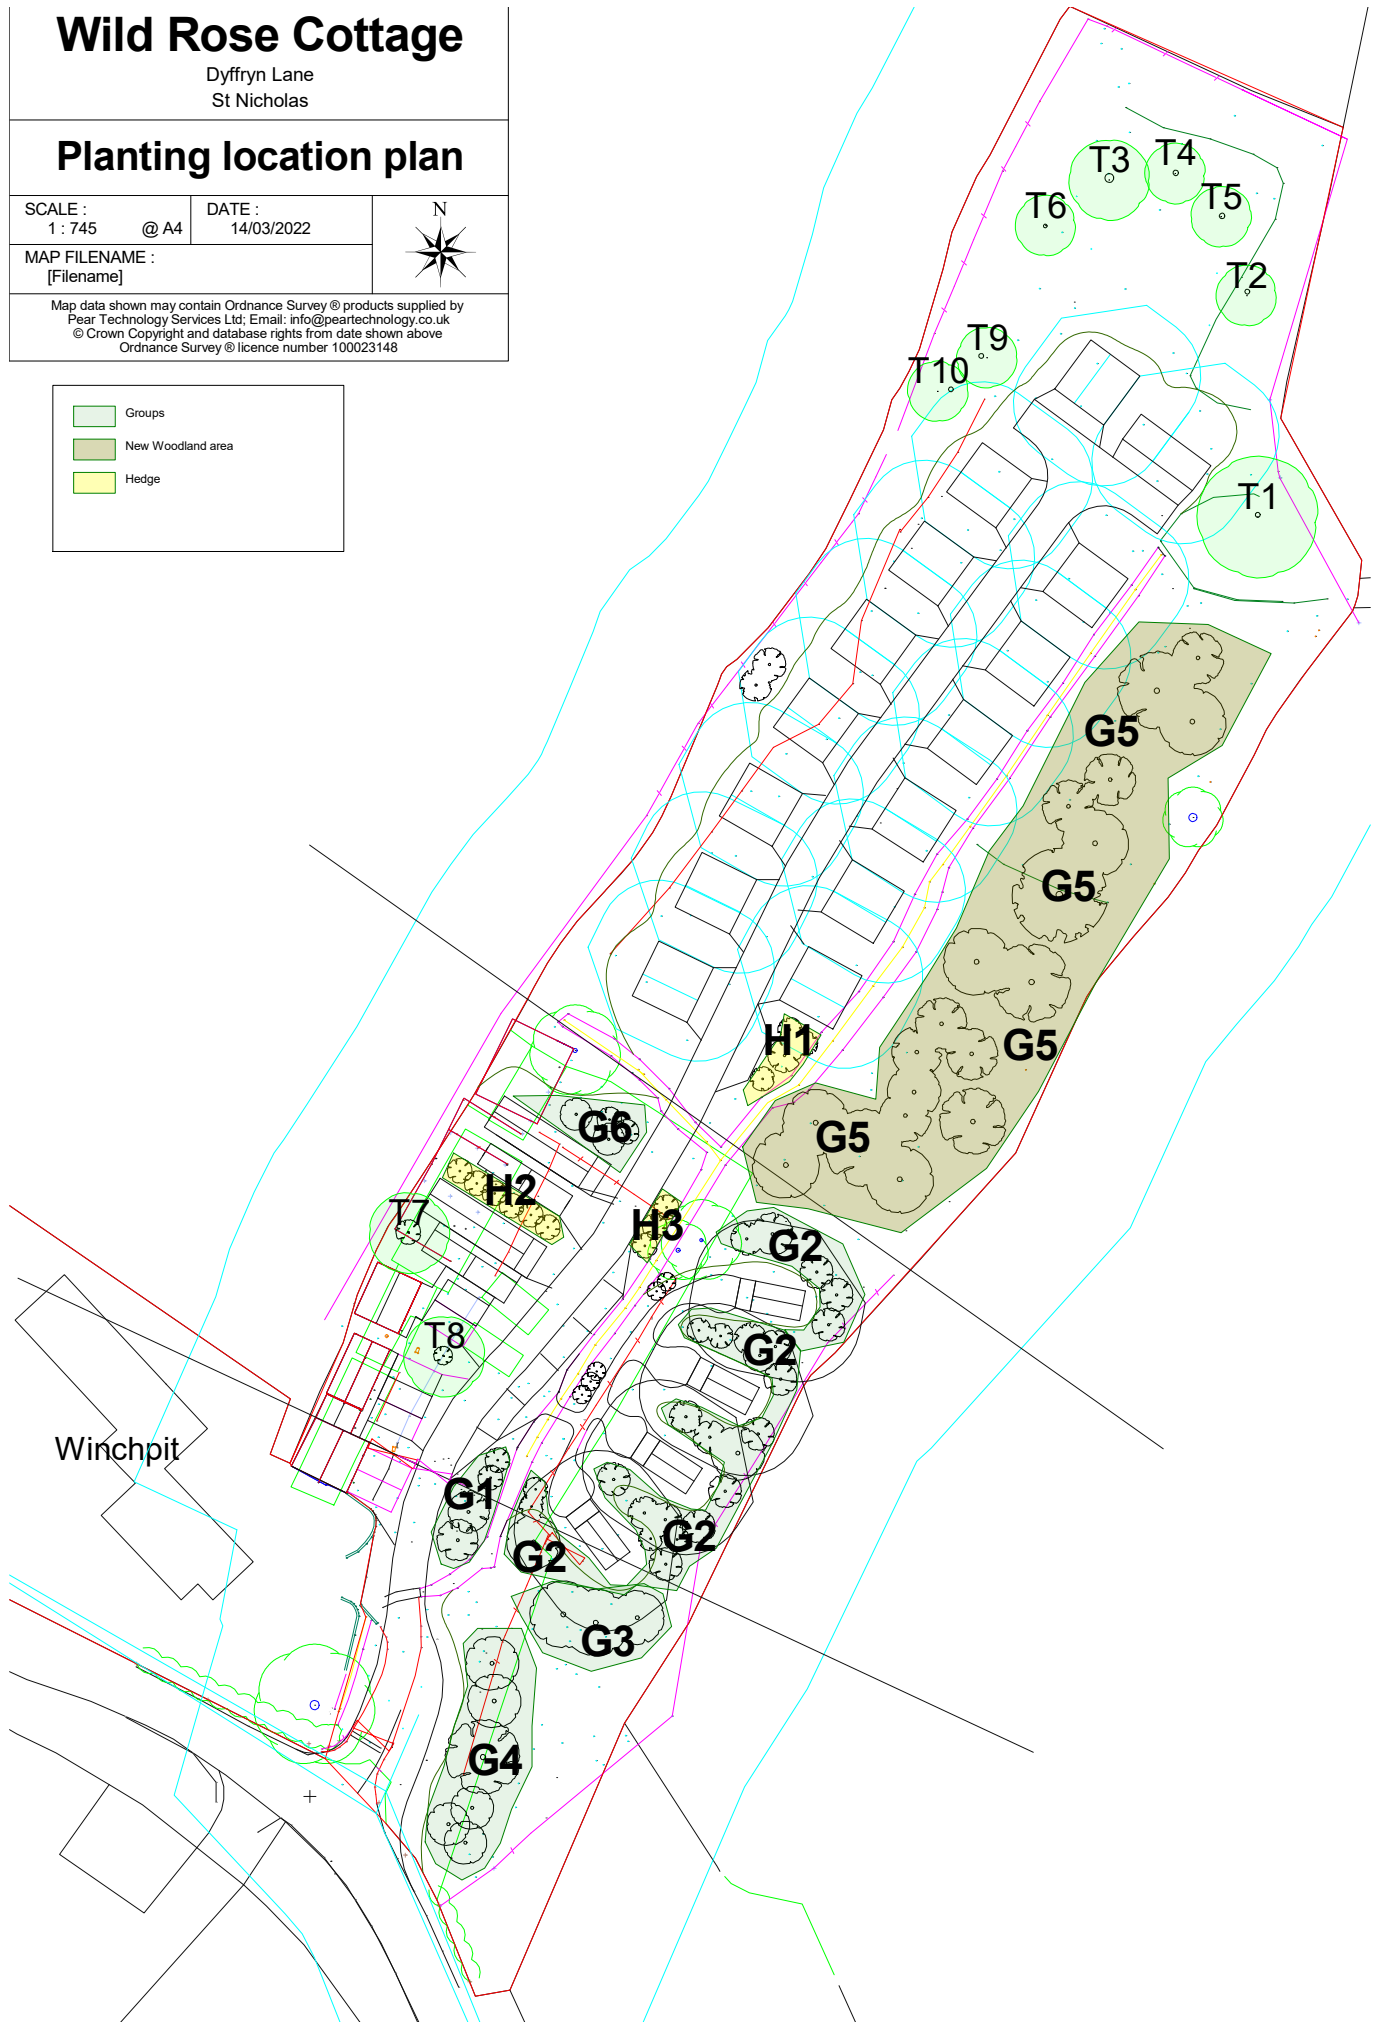 Wild Rose Cottage
Dyffryn Lane
St Nicholas
Planting location plan
SCALE :
1 : 745 @ A4
DATE :
14/03/2022
N
MAP FILENAME :
[Filename]
Map data shown may contain Ordnance Survey ® products supplied by
Pear Technology Services Ltd; Email: info@peartechnology.co.uk
© Crown Copyright and database rights from date shown above
Ordnance Survey ® licence number 100023148
Groups
New Woodland area
Hedge
T3
T4
T6
T5
T2
T9
T10
T1
G5
G5
H1
G5
G6
G5
H2
T7
H3
G2
T8
G2
Winchpit
G1
G2
G2
G3
G4